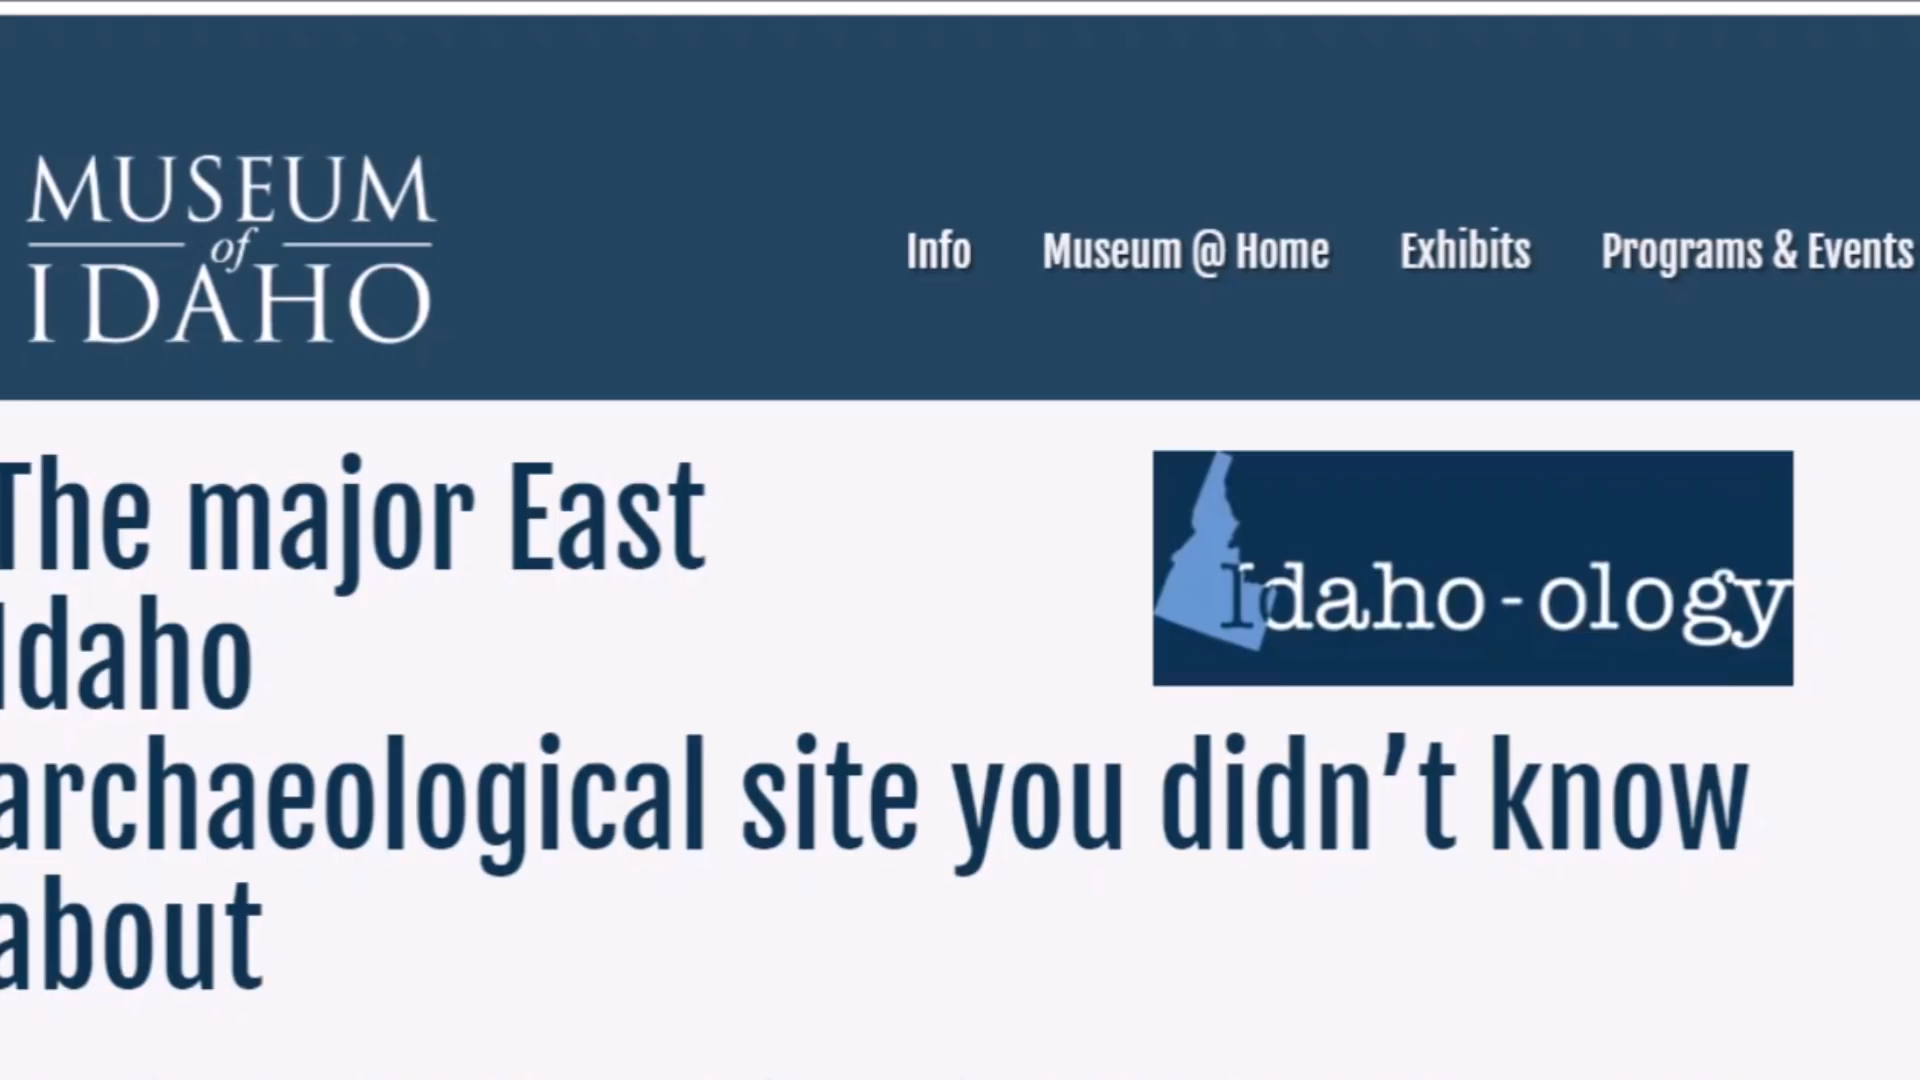 MUSEUM
of
IDAHO
Info Museum @ Home Exhibits Programs & Events
The major East
Idaho
archaeological site you didn’t know
about
Idaho-ology